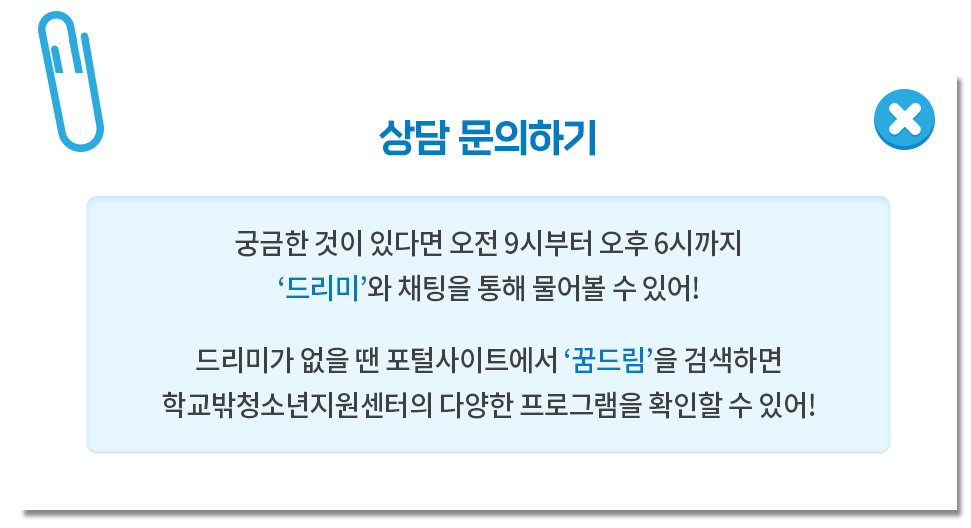 상담 문의하기
궁금한 것이 있다면 오전 9시부터 오후 6시까지
‘드리미’와 채팅을 통해 물어볼 수 있어!
드리미가 없을 땐 포털사이트에서 ‘꿈드림’을 검색하면
학교밖청소년지원센터의 다양한 프로그램을 확인할 수 있어!